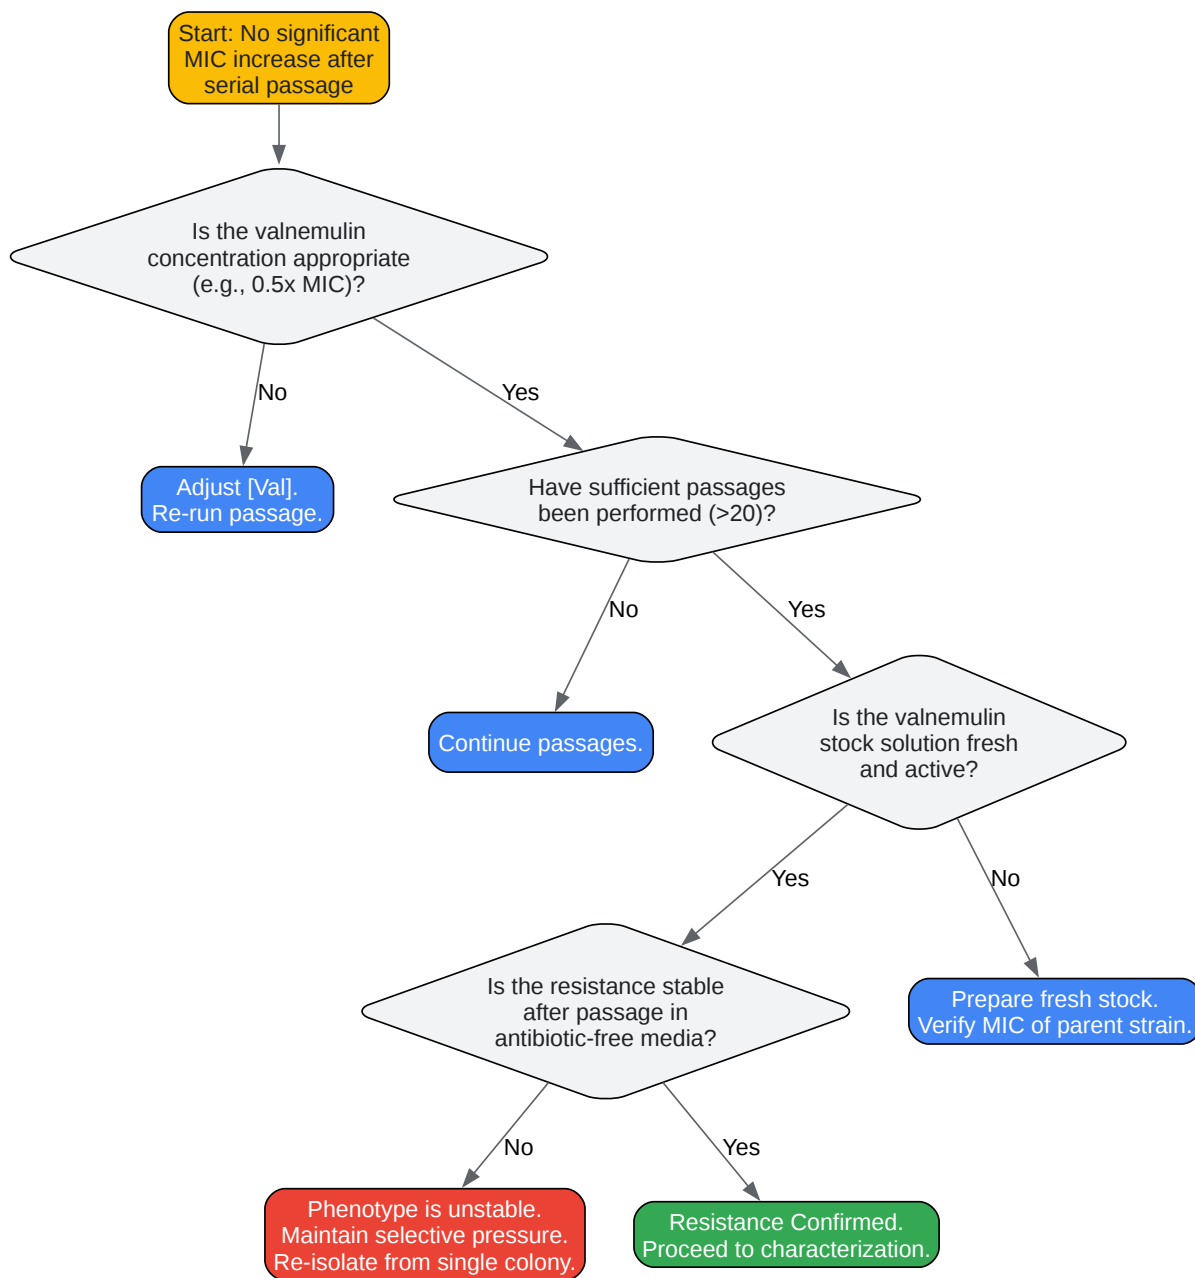 Start: No significant
MIC increase after
serial passage
Is the valnemulin
concentration appropriate
(e.g., 0.5x MIC)?
No
Yes
Adjust [Val].
Re-run passage.
Have sufficient passages
been performed (>20)?
No
Yes
Continue passages.
Is the valnemulin
stock solution fresh
and active?
Yes
No
Is the resistance stable
after passage in
antibiotic-free media?
Prepare fresh stock.
Verify MIC of parent strain.
No
Yes
Phenotype is unstable.
Maintain selective pressure.
Re-isolate from single colony.
Resistance Confirmed.
Proceed to characterization.